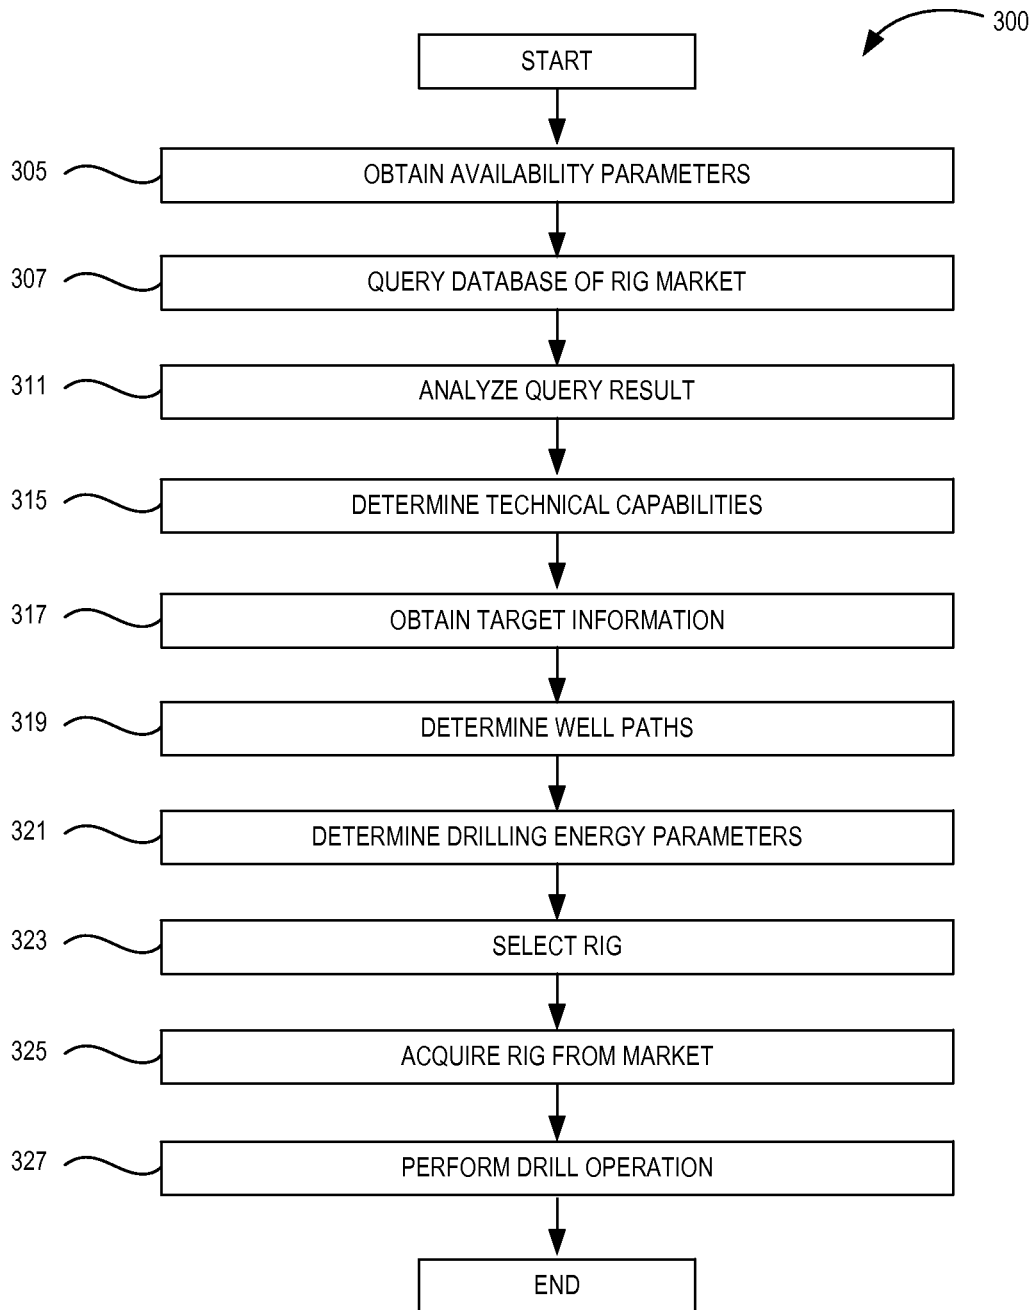 300
START
305 OBTAIN AVAILABILITY PARAMETERS
307 QUERY DATABASE OF RIG MARKET
311 ANALYZE QUERY RESULT
315 DETERMINE TECHNICAL CAPABILITIES
317 OBTAIN TARGET INFORMATION
319 DETERMINE WELL PATHS
321 DETERMINE DRILLING ENERGY PARAMETERS
323 SELECT RIG
325 ACQUIRE RIG FROM MARKET
327 PERFORM DRILL OPERATION
END